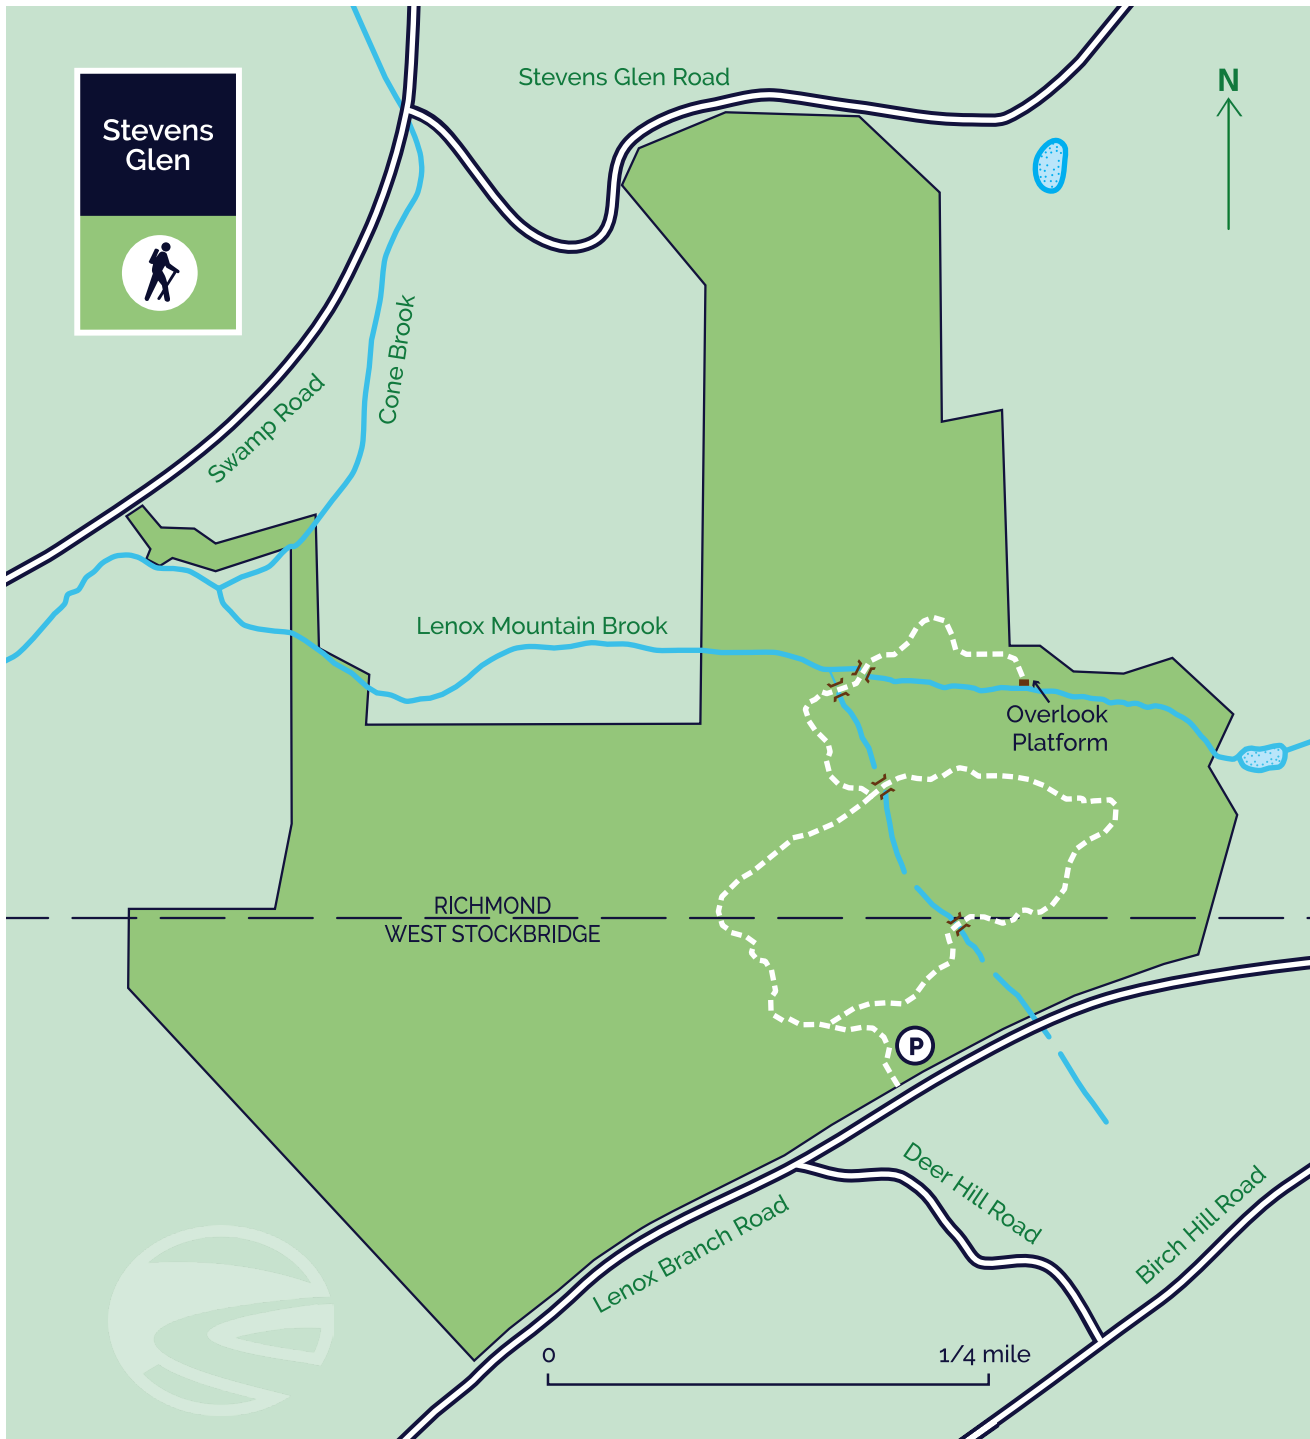 Stevens Glen Road
N
Stevens
Glen
Cone Brook
Swamp Road
Lenox Mountain Brook
Overlook
Platform
RICHMOND
WEST STOCKBRIDGE
P
Deer Hill Road
Birch Hill Road
Lenox Branch Road
0
1/4 mile